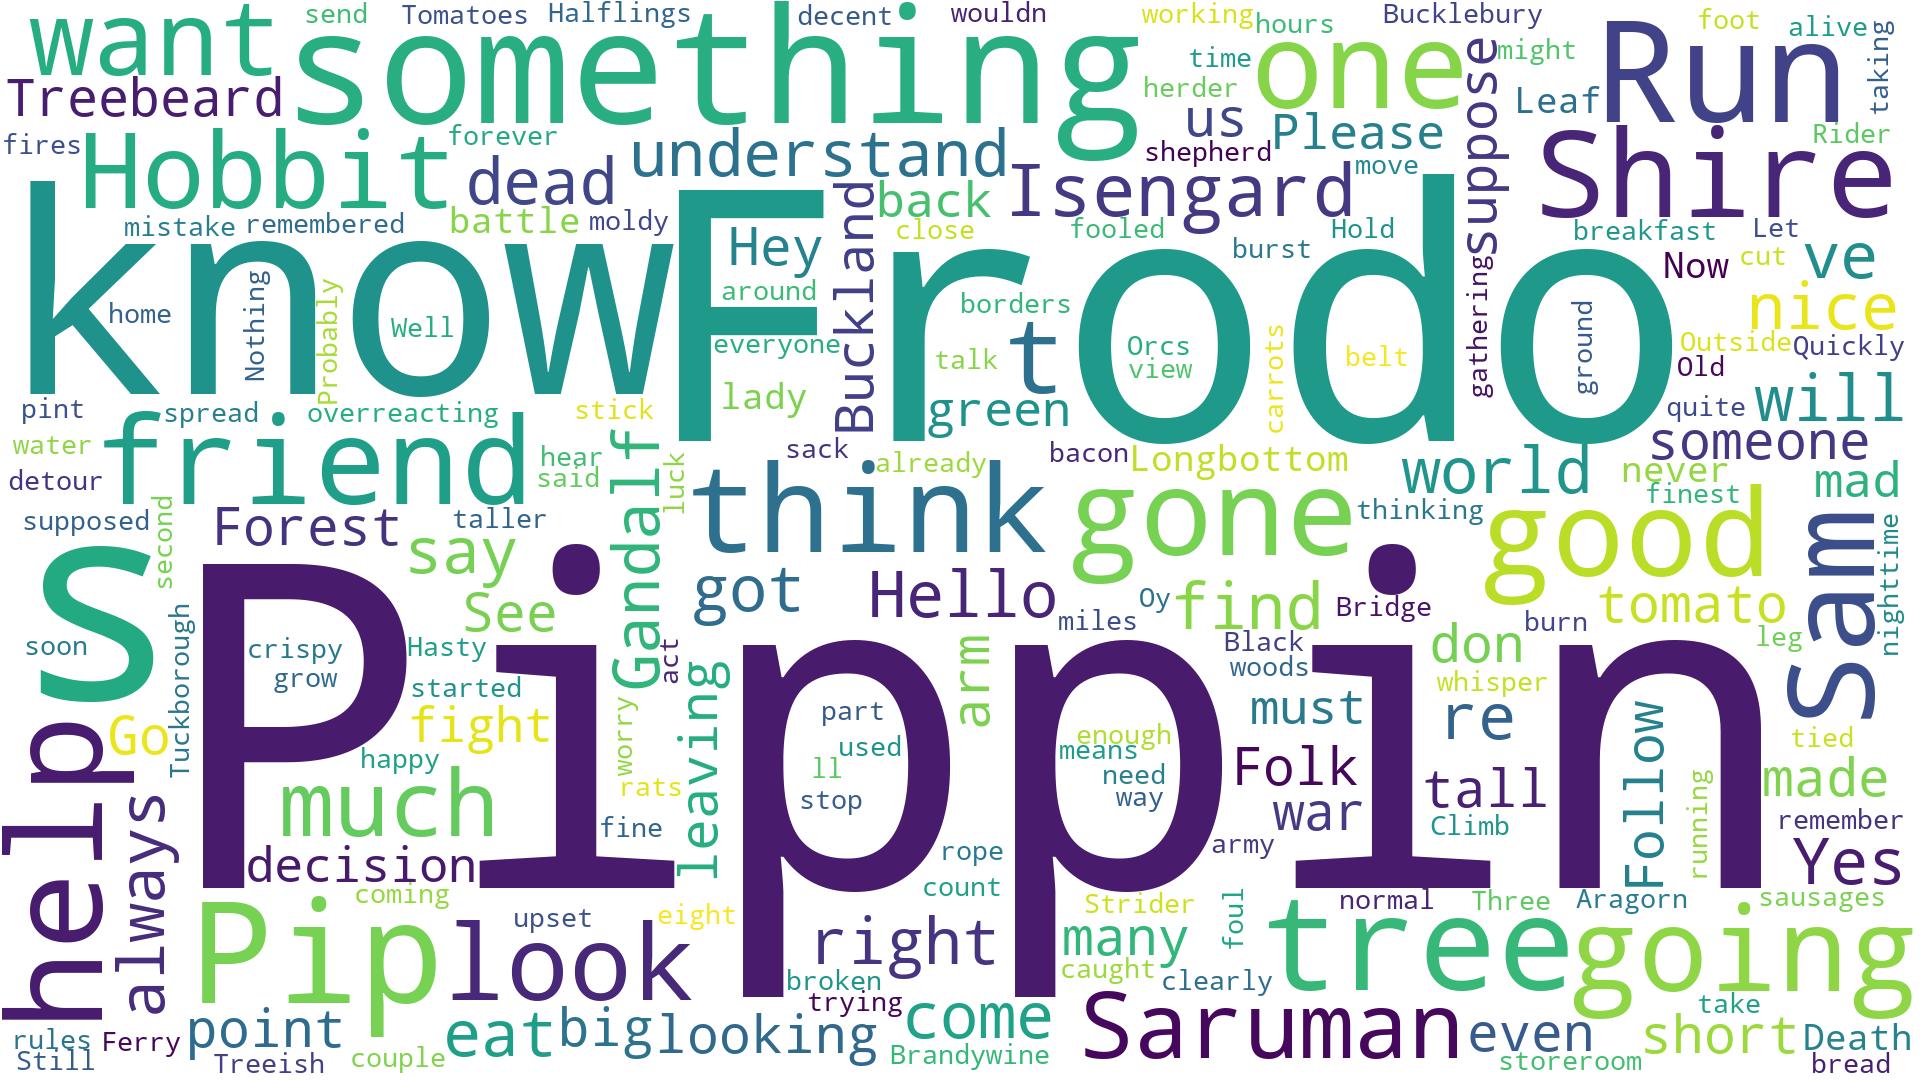 want
something
send
Tomatoes
Halflings
decent
wouldn
working
hours
Bucklebury
foot
alive
taking
Treebeard
time
one
might
Run
herder
suppose
Leaf
fires
Hobbit
forever
dead
understand
us
Please
shepherd
move
Shire
Rider
mistake
remembered
battle
moldy
Buckland
back
Isengard
close
fooled
burst
Hold
breakfast
Let
know
Frodo
Hey
Now
cut
ve
home
Nothing
Probably
Well
around
borders
t
gatherings
ground
nice
everyone
talk
Orcs
view
belt
carrots
Outside
Quickly
Old
pint
spread
overreacting
stick
lady
green
quite
will
water
friend
Gandalf
sack
already
bacon
Longbottom
someone
detour
hear
said
luck
think
gone
world
never
finest
mad
supposed
second
Forest
taller
say
thinking
good
Sam
nighttime
s
Pippin
See
got
Hello
Oy
miles
find
Bridge
tomato
burn
soon
Tuckborough
crispy
grow
Hasty
act
arm
Black
woods
don
leg
started
worry
leaving
whisper
help
Go
fight
part
used
enough
means
must
re
Follow
tied
always
happy
much
rats
ll
stop
need
way
Folk
tall
running
made
fine
war
Climb
remember
decision
rope
army
Yes
coming
count
Pip
look
upset
eight
right
Strider
many
foul
normal
Three
Aragorn
sausages
tree
going
broken
caught
clearly
trying
take
rules
Ferry
point
eat
big
looking
come
Saruman
even
short
Death
Still
Treeish
couple
Brandywine
storeroom
bread